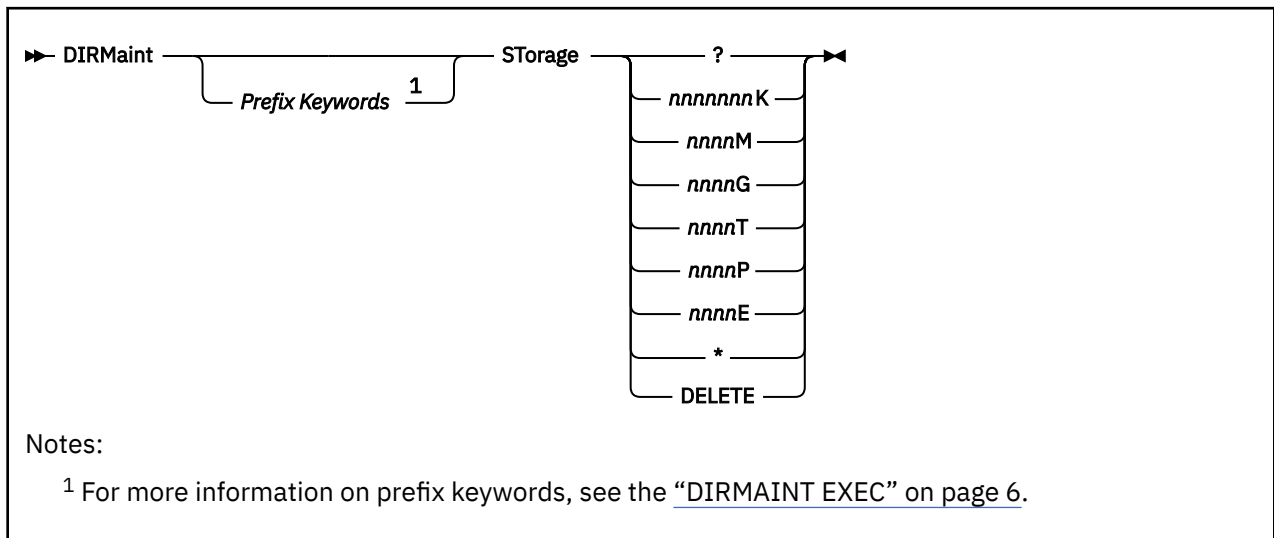 DIRMaint STorage ?
Prefix Keywords 1
nnnnnnnK
nnnnM
nnnnG
nnnnT
nnnnP
nnnnE
*
DELETE
Notes:
1 For more information on prefix keywords, see the “DIRMAINT EXEC” on page 6.